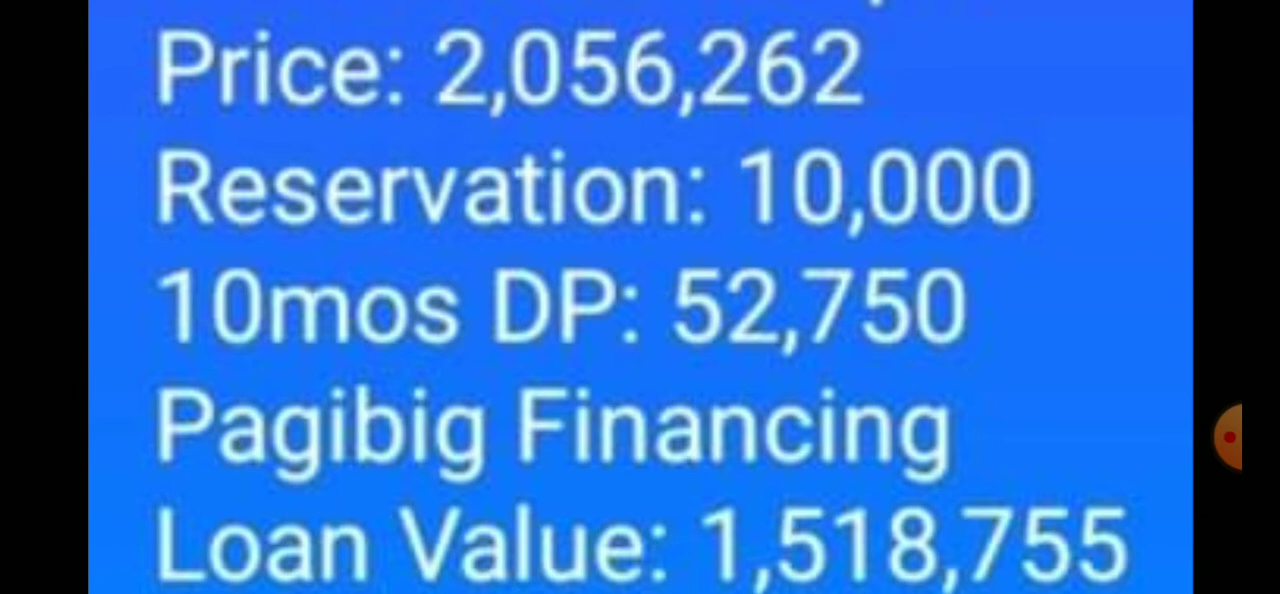 Price: 2,056,262
Reservation: 10,000
10mos DP: 52,750
Pagibig Financing
Loan Value: 1,518,755